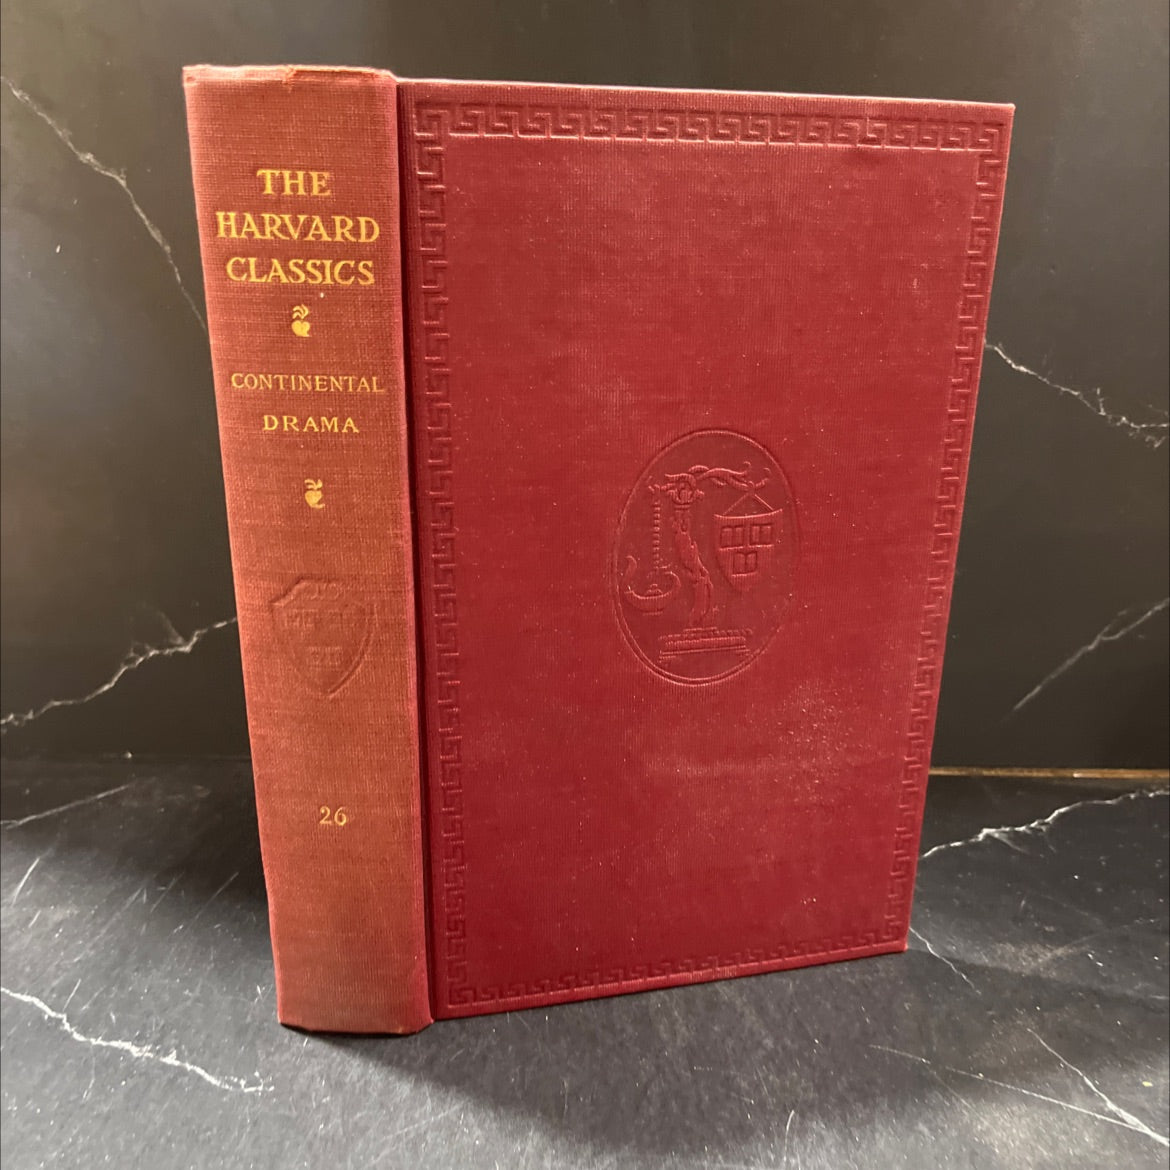 THE
HARVARD
CLASSICS
CONTINENTAL
DRAMA
26